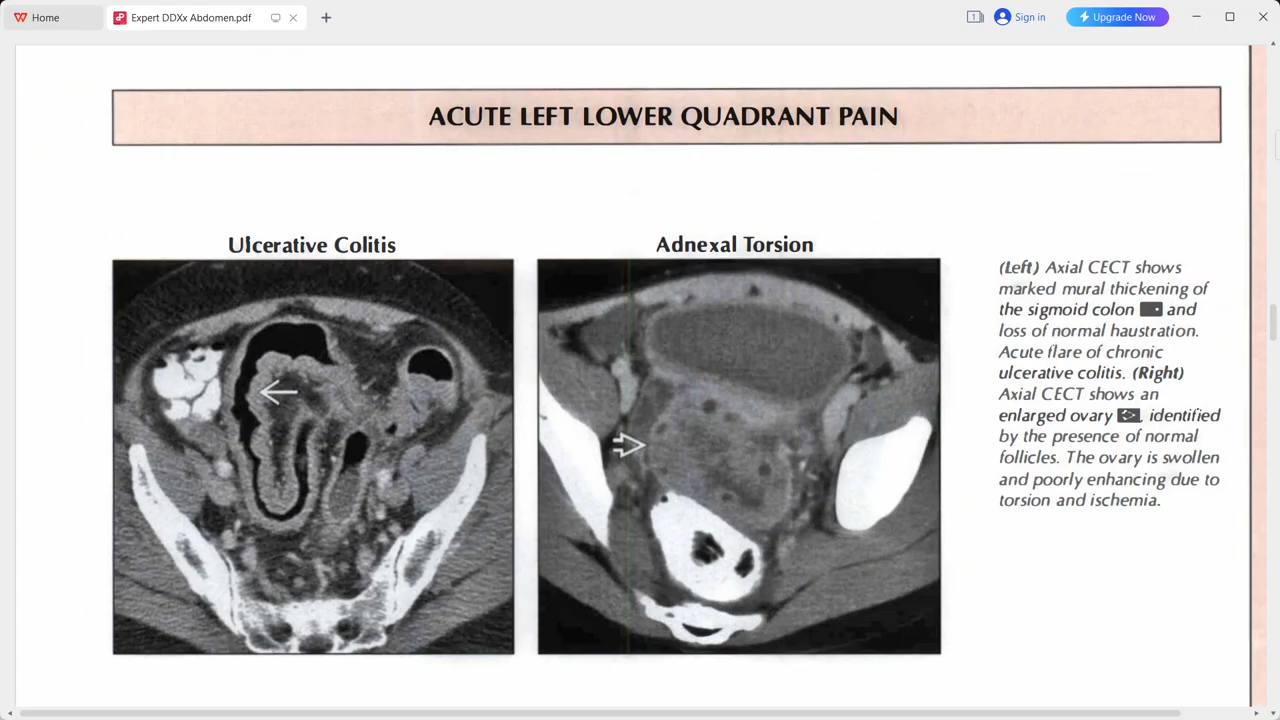 Home
Expert DDXx Abdomen.pdf
1
Sign in
Upgrade Now
ACUTE LEFT LOWER QUADRANT PAIN
Ulcerative Colitis
Adnexal Torsion
(Left) Axial CECT shows
marked mural thickening of
the sigmoid colon and
loss of normal haustration.
Acute flare of chronic
ulcerative colitis. (Right)
Axial CECT shows an
enlarged ovary , identified
by the presence of normal
follicles. The ovary is swollen
and poorly enhancing due to
torsion and ischemia.